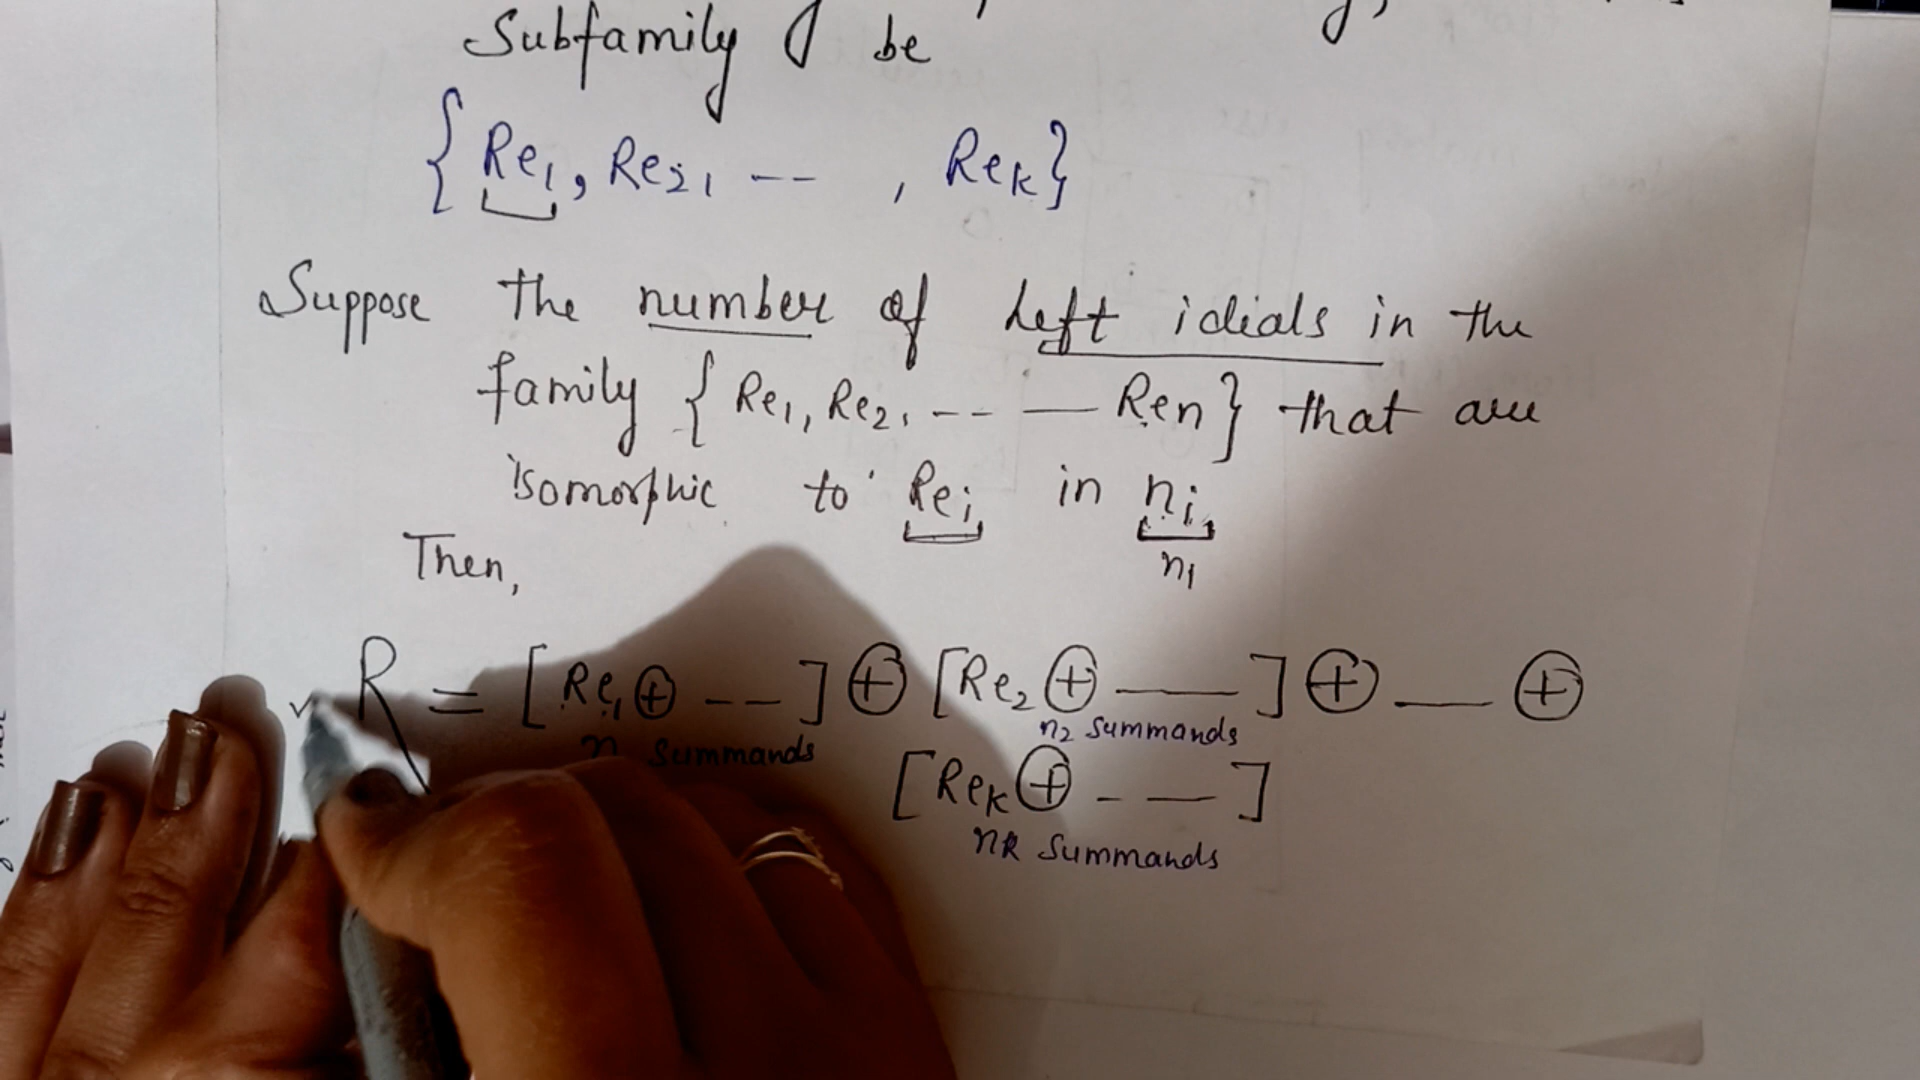 Subfamily J be
{Re1, Re2, -- , Rek}
Suppose the number of left idials in the
family {Re1, Re2, -- — Ren} that are
isomorphic to Rei in ni
n1
Then,
R = [Re1 ⊕ -- ] ⊕ [Re2 ⊕ — ] ⊕ — ⊕
n summands n2 summands
[Rek ⊕ - — ]
nk summands